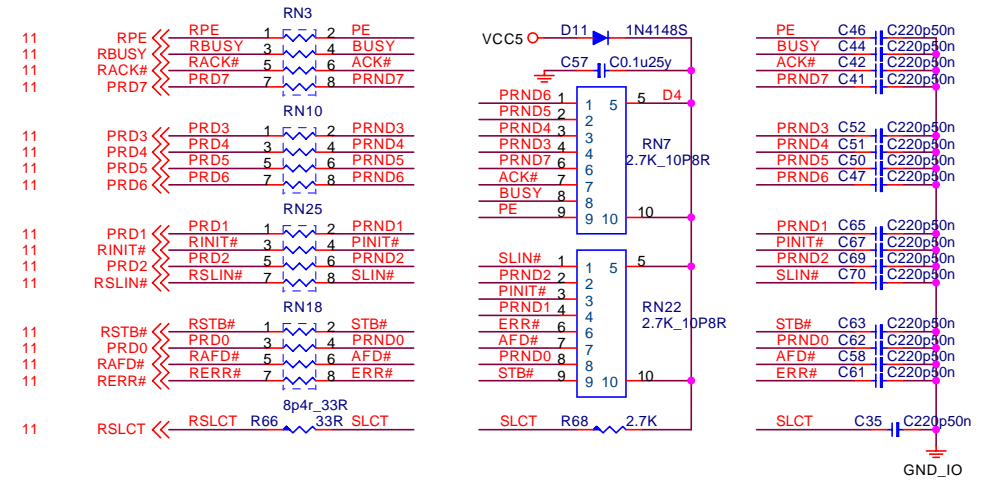 RN3
11 RPE RPE 1 2 PE
11 RBUSY RBUSY 3 4 BUSY
11 RACK# RACK# 5 6 ACK#
11 PRD7 PRD7 7 8 PRND7
RN10
11 PRD3 PRD3 1 2 PRND3
11 PRD4 PRD4 3 4 PRND4
11 PRD5 PRD5 5 6 PRND5
11 PRD6 PRD6 7 8 PRND6
RN25
11 PRD1 PRD1 1 2 PRND1
11 RINIT# RINIT# 3 4 PINIT#
11 PRD2 PRD2 5 6 PRND2
11 RSLIN# RSLIN# 7 8 SLIN#
RN18
11 RSTB# RSTB# 1 2 STB#
11 PRD0 PRD0 3 4 PRND0
11 RAFD# RAFD# 5 6 AFD#
11 RERR# RERR# 7 8 ERR#
8p4r_33R
11 RSLCT RSLCT R66 33R SLCT
VCC5 D11 1N4148S
C57 C0.1u25y
PRND6 1 1 5 5 D4
PRND5 2 2
PRND4 3 3
PRND3 4 4
PRND7 6 6
ACK# 7 7
BUSY 8 8
PE 9 9 10 10
RN7
2.7K_10P8R
SLIN# 1 1 5 5
PRND2 2 2
PINIT# 3 3
PRND1 4 4
ERR# 6 6
AFD# 7 7
PRND0 8 8
STB# 9 9 10 10
RN22
2.7K_10P8R
SLCT R68 2.7K
PE C46 C220p50n
BUSY C44 C220p50n
ACK# C42 C220p50n
PRND7 C41 C220p50n
PRND3 C52 C220p50n
PRND4 C51 C220p50n
PRND5 C50 C220p50n
PRND6 C47 C220p50n
PRND1 C65 C220p50n
PINIT# C67 C220p50n
PRND2 C69 C220p50n
SLIN# C70 C220p50n
STB# C63 C220p50n
PRND0 C62 C220p50n
AFD# C58 C220p50n
ERR# C61 C220p50n
SLCT C35 C220p50n
GND_IO